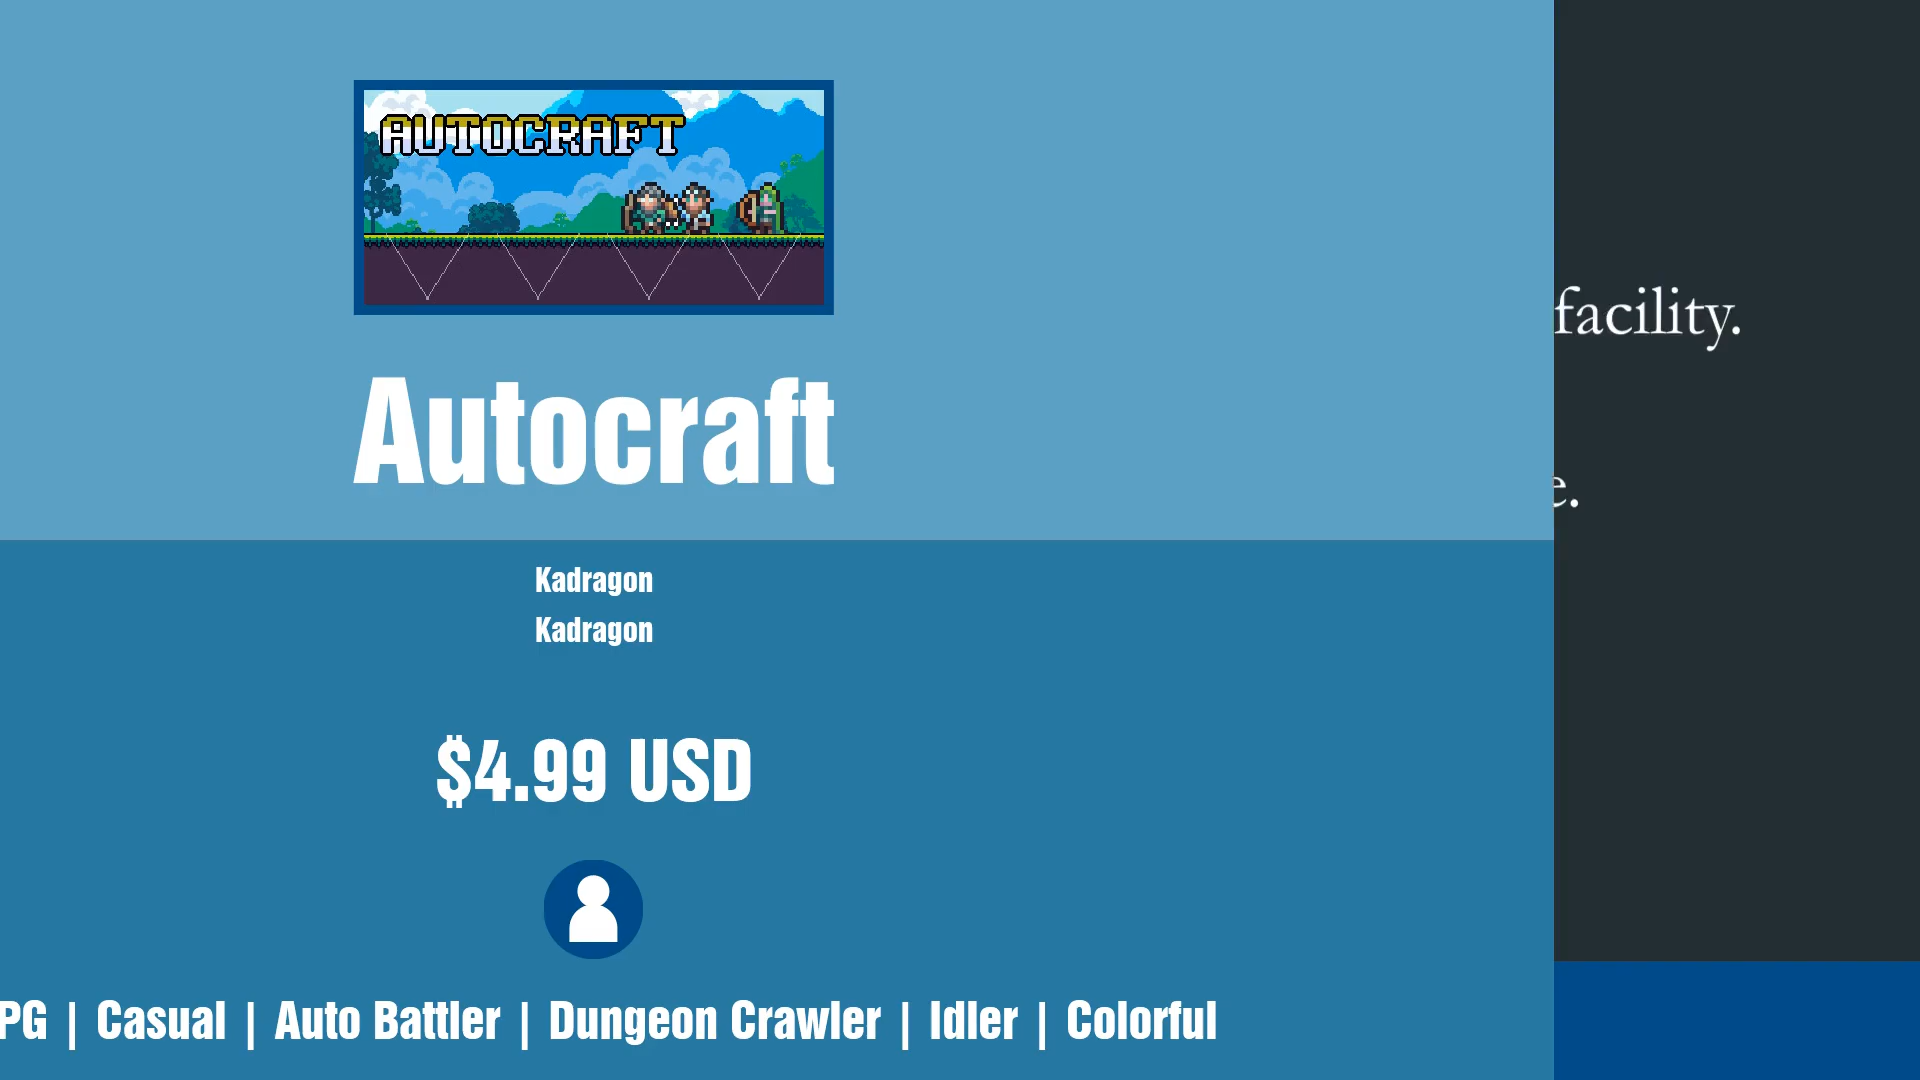 AUTOCRAFT
facility.
Autocraft
e.
Kadragon
Kadragon
$4.99 USD
PG | Casual | Auto Battler | Dungeon Crawler | Idler | Colorful